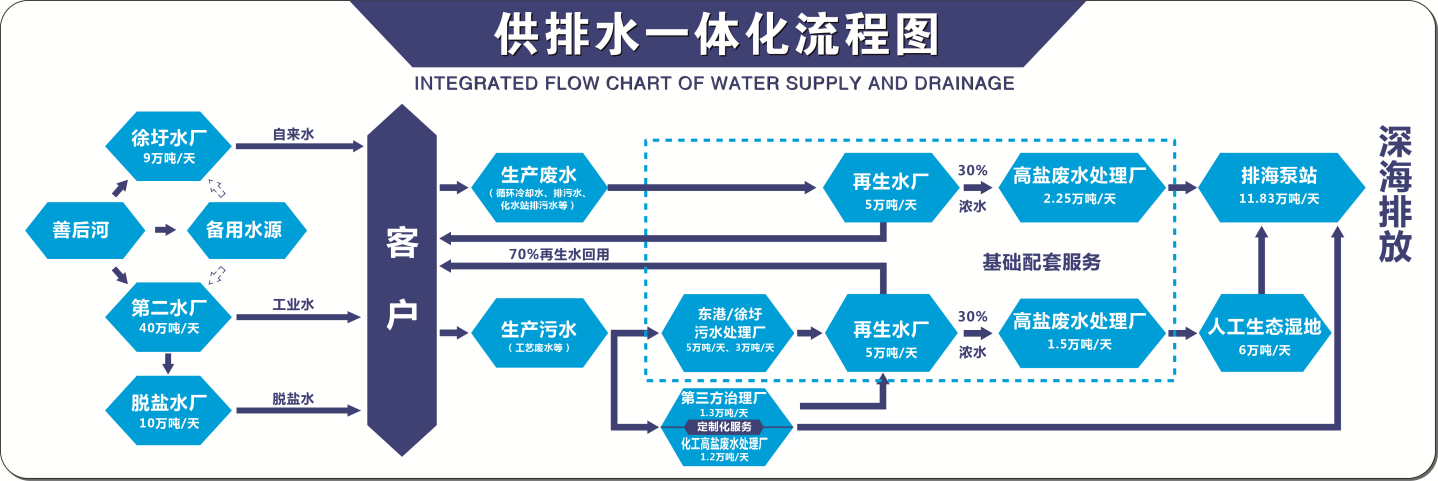 供排水一体化流程图
INTEGRATED FLOW CHART OF WATER SUPPLY AND DRAINAGE
徐圩水厂
9万吨/天
自来水
善后河
备用水源
第二水厂
40万吨/天
工业水
脱盐水厂
10万吨/天
脱盐水
客户
生产废水
（循环冷却水、排污水、
化水站排污水等）
再生水厂
5万吨/天
30%
浓水
高盐废水处理厂
2.25万吨/天
排海泵站
11.83万吨/天
深海排放
70%再生水回用
基础配套服务
生产污水
（工艺废水等）
东港/徐圩
污水处理厂
5万吨/天、3万吨/天
再生水厂
5万吨/天
30%
浓水
高盐废水处理厂
1.5万吨/天
人工生态湿地
6万吨/天
第三方治理厂
1.3万吨/天
定制化服务
化工高盐废水处理厂
1.2万吨/天